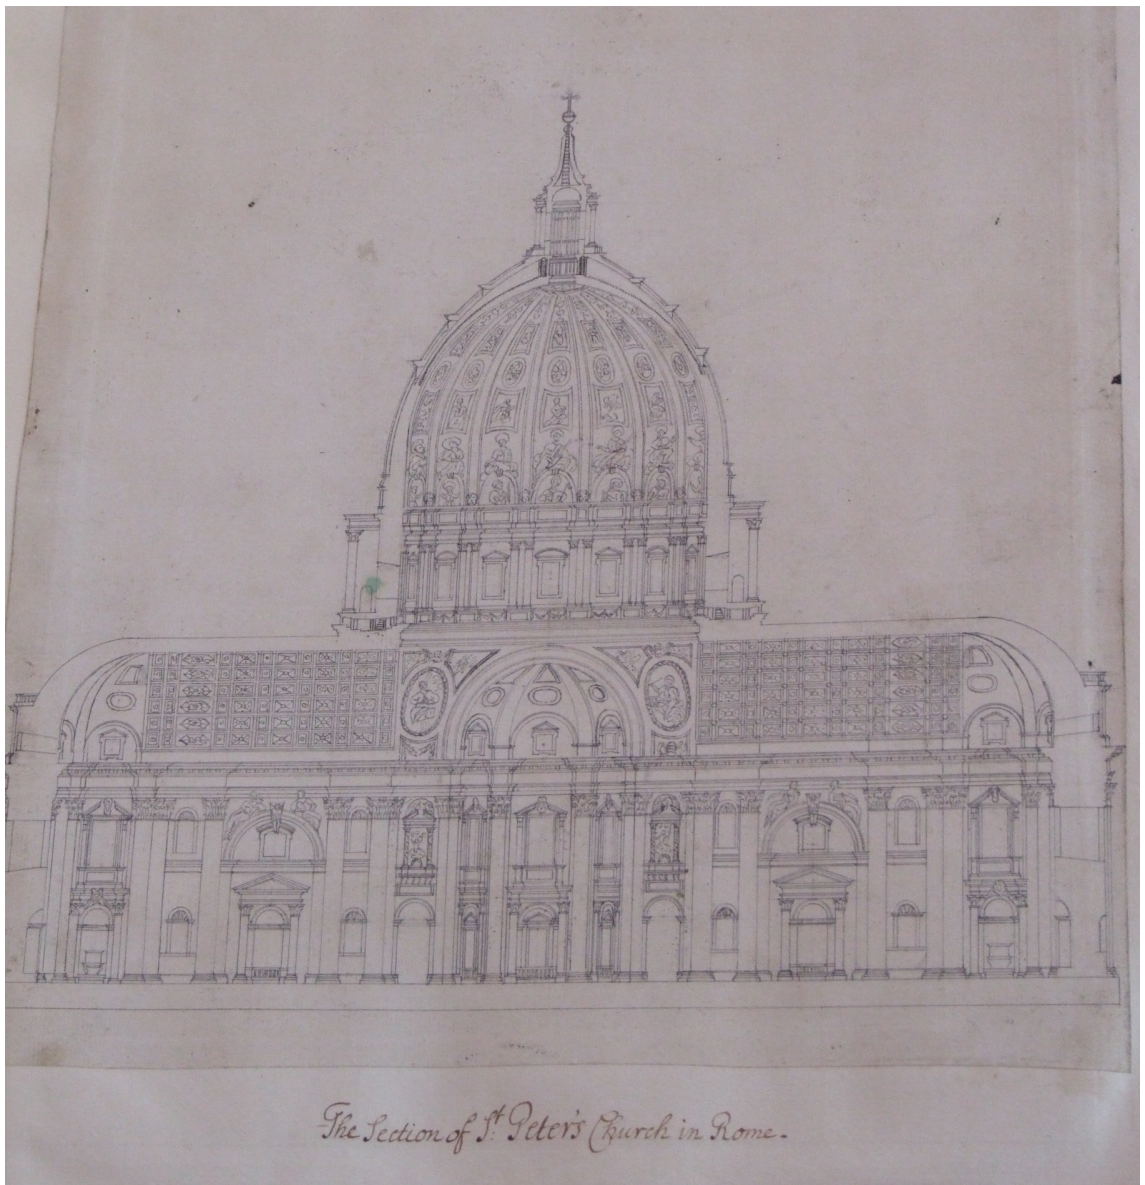 The Section of St. Peter's Church in Rome.